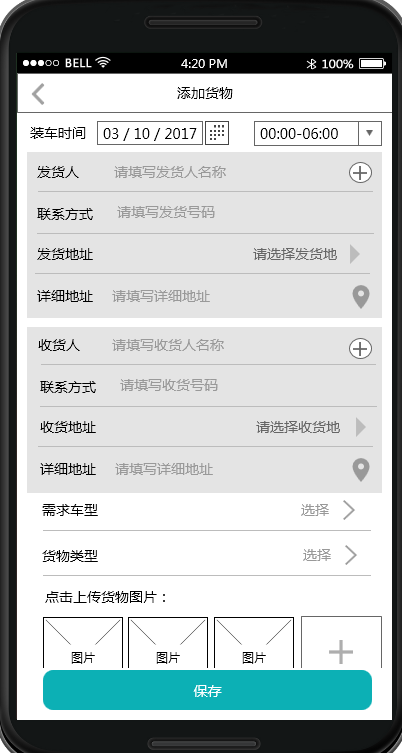 BELL 4:20 PM 100%
添加货物
装车时间 03 / 10 / 2017 00:00-06:00
发货人 请填写发货人名称
联系方式 请填写发货号码
发货地址 请选择发货地
详细地址 请填写详细地址
收货人 请填写收货人名称
联系方式 请填写收货号码
收货地址 请选择收货地
详细地址 请填写详细地址
需求车型 选择
货物类型 选择
点击上传货物图片：
图片 图片 图片
保存